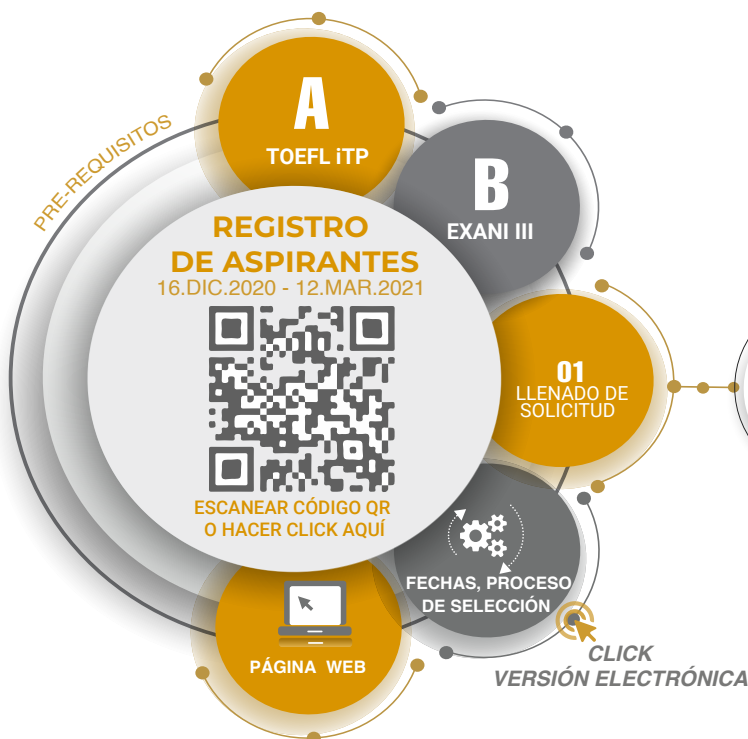 A
TOEFL iTP
PRE-REQUISITOS
B
EXANI III
REGISTRO
DE ASPIRANTES
16.DIC.2020 - 12.MAR.2021
ESCANEAR CÓDIGO QR
O HACER CLICK AQUÍ
01
LLENADO DE
SOLICITUD
FECHAS, PROCESO
DE SELECCIÓN
CLICK
VERSIÓN ELECTRÓNICA
PÁGINA WEB